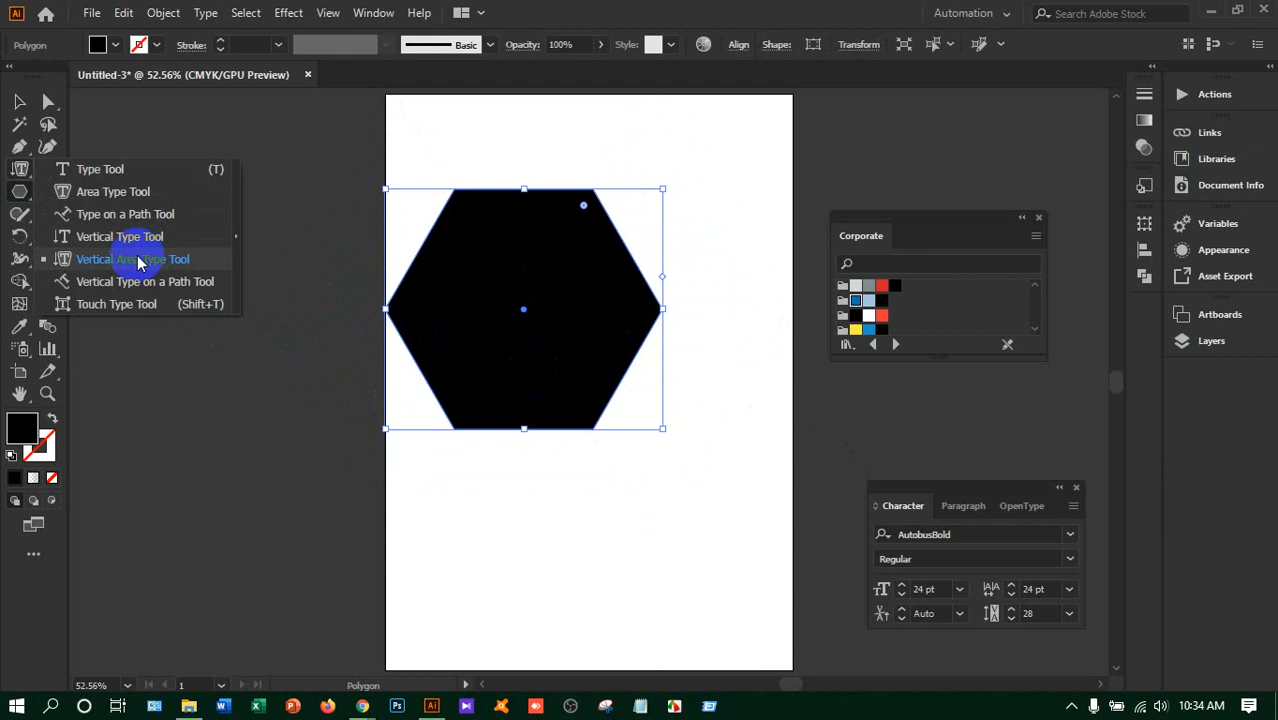 Ai File Edit Object Type Select Effect View Window Help Automation Search Adobe Stock
Polygon Stroke: Basic Opacity: 100% Style: Align Shape: Transform
Untitled-3* @ 52.56% (CMYK/GPU Preview)
Type Tool (T)
Area Type Tool
Type on a Path Tool
Vertical Type Tool
Vertical Area Type Tool
Vertical Type on a Path Tool
Touch Type Tool (Shift+T)
Corporate
Actions
Links
Libraries
Document Info
Variables
Appearance
Asset Export
Artboards
Layers
Character Paragraph OpenType
AutobusBold
Regular
24 pt 24 pt
Auto 28
52.56% 1 Polygon
10:34 AM